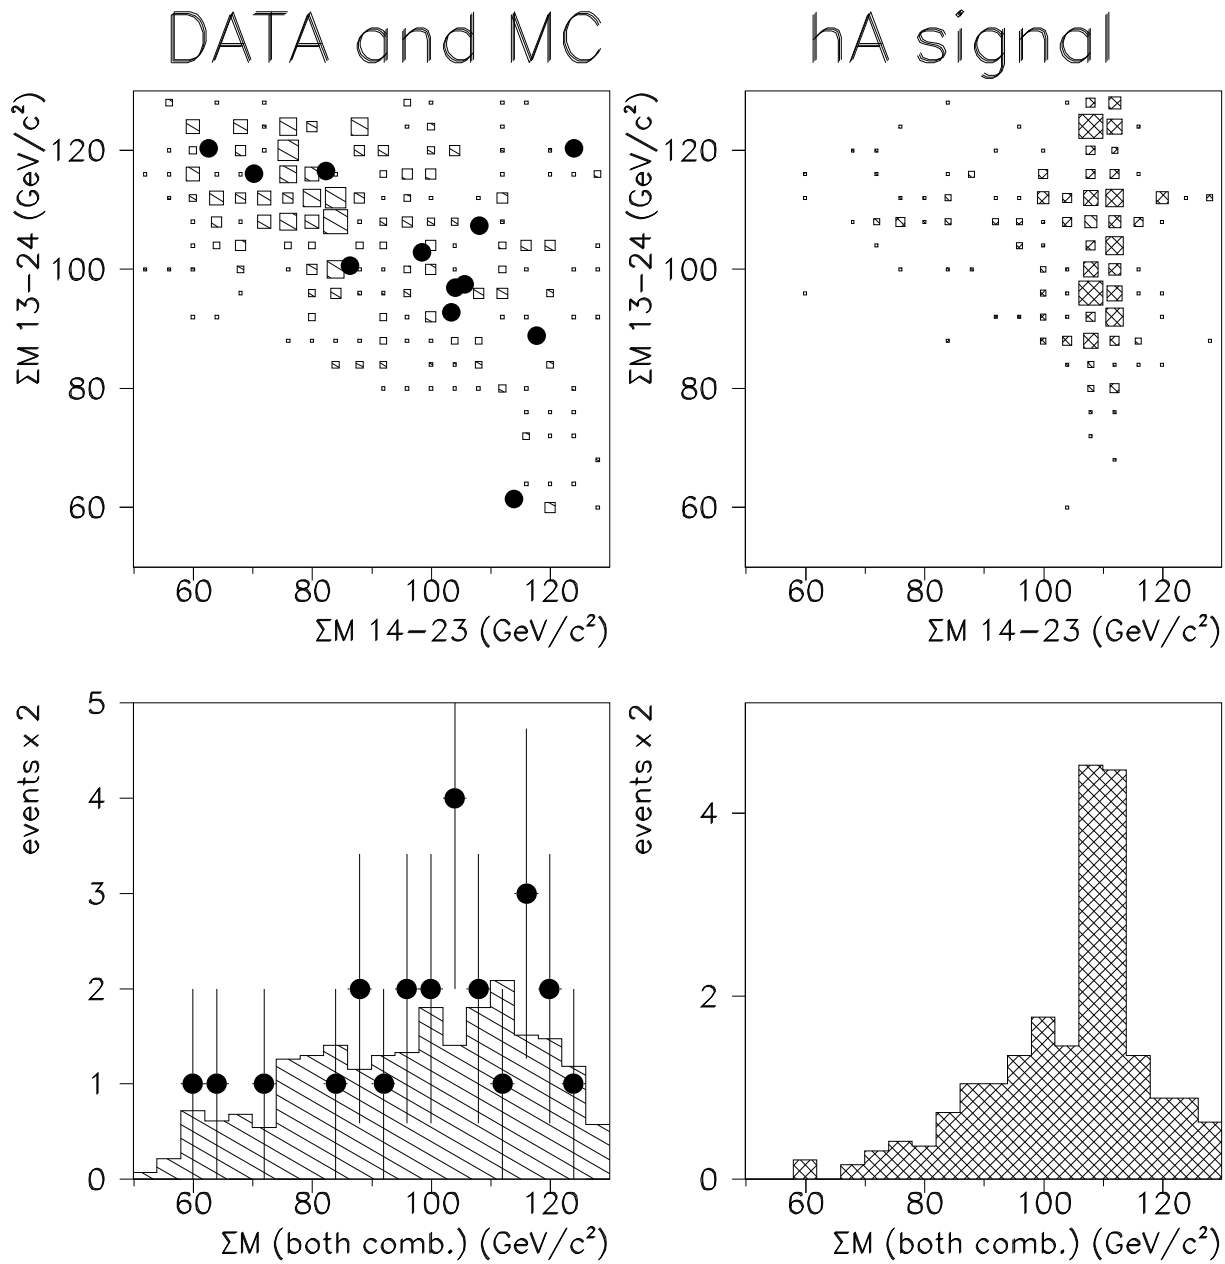 DATA and MC
hA signal
ΣM 13−24 (GeV/c²)
120
100
80
60
60 80 100 120
ΣM 14−23 (GeV/c²)
ΣM 13−24 (GeV/c²)
120
100
80
60
60 80 100 120
ΣM 14−23 (GeV/c²)
events x 2
5
4
3
2
1
0
60 80 100 120
ΣM (both comb.) (GeV/c²)
events x 2
4
2
0
60 80 100 120
ΣM (both comb.) (GeV/c²)